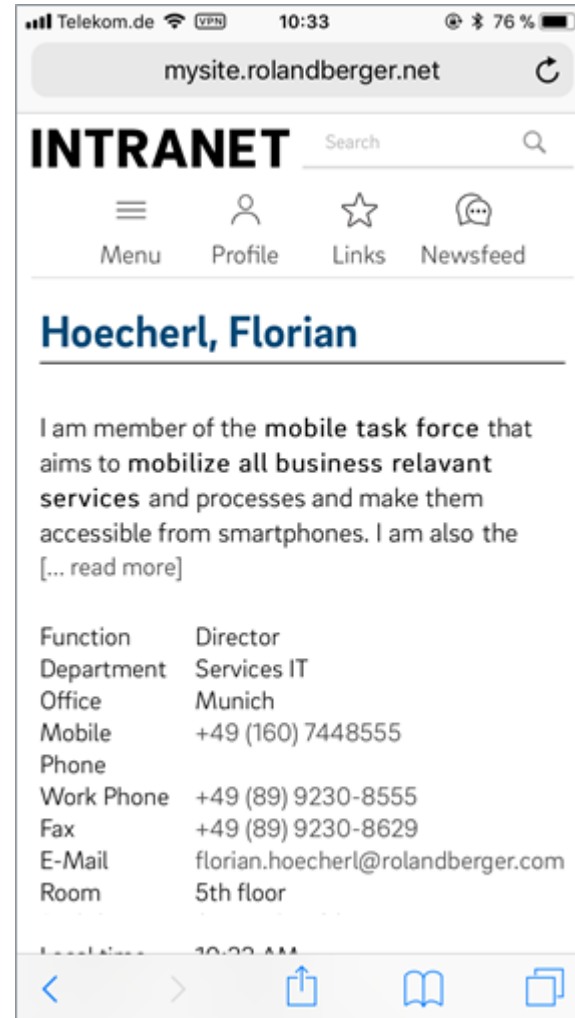 Telekom.de VPN 10:33 76 %
mysite.rolandberger.net
INTRANET Search
Menu Profile Links Newsfeed
Hoecherl, Florian
I am member of the mobile task force that
aims to mobilize all business relavant
services and processes and make them
accessible from smartphones. I am also the
[... read more]
Function Director
Department Services IT
Office Munich
Mobile +49 (160) 7448555
Phone
Work Phone +49 (89) 9230-8555
Fax +49 (89) 9230-8629
E-Mail florian.hoecherl@rolandberger.com
Room 5th floor
Local time